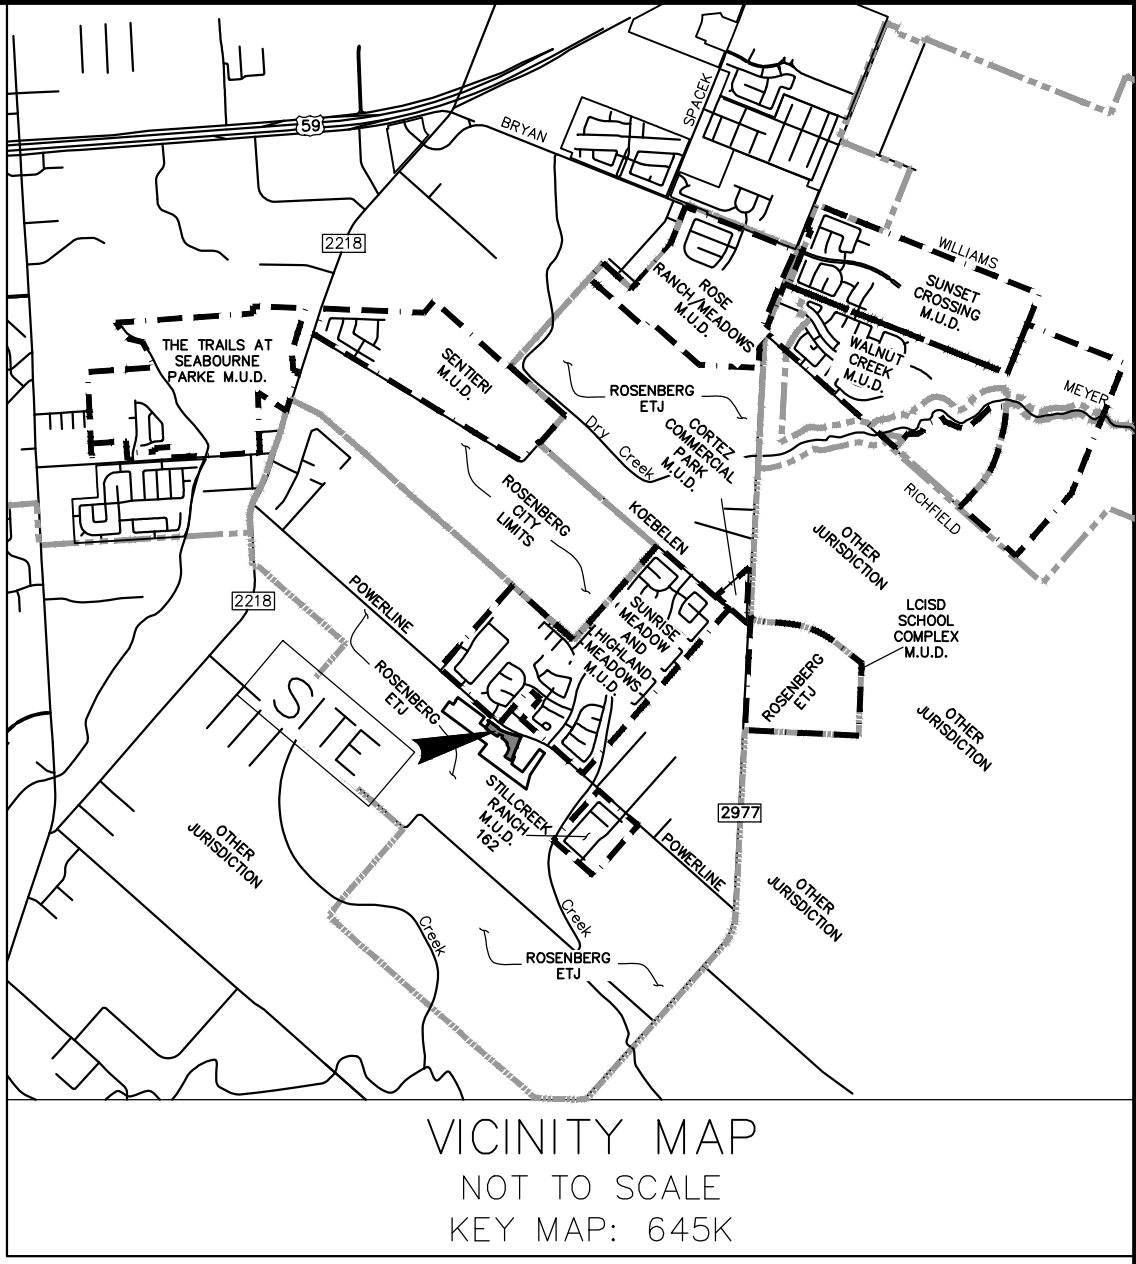 59
BRYAN
SPACEK
2218
WILLIAMS
SUNSET
CROSSING
M.U.D.
ROSE
RANCH/MEADOWS
M.U.D.
THE TRAILS AT
SEABOURNE
PARKE M.U.D.
SENTIERI
M.U.D.
WALNUT
CREEK
M.U.D.
MEYER
ROSENBERG
ETJ
Dry Creek
CORTEZ
COMMERCIAL
PARK
M.U.D.
ROSENBERG
CITY
LIMITS
KOEBELEN
RICHFIELD
OTHER
JURISDICTION
2218
POWERLINE
SUNRISE
MEADOW
AND
HIGHLAND
MEADOWS
M.U.D.
LCISD
SCHOOL
COMPLEX
M.U.D.
ROSENBERG
ETJ
ROSENBERG
ETJ
SITE
OTHER
JURISDICTION
STILLCREEK
RANCH
M.U.D.
162
2977
POWERLINE
OTHER
JURISDICTION
OTHER
JURISDICTION
Creek
Creek
ROSENBERG
ETJ
VICINITY MAP
NOT TO SCALE
KEY MAP: 645K